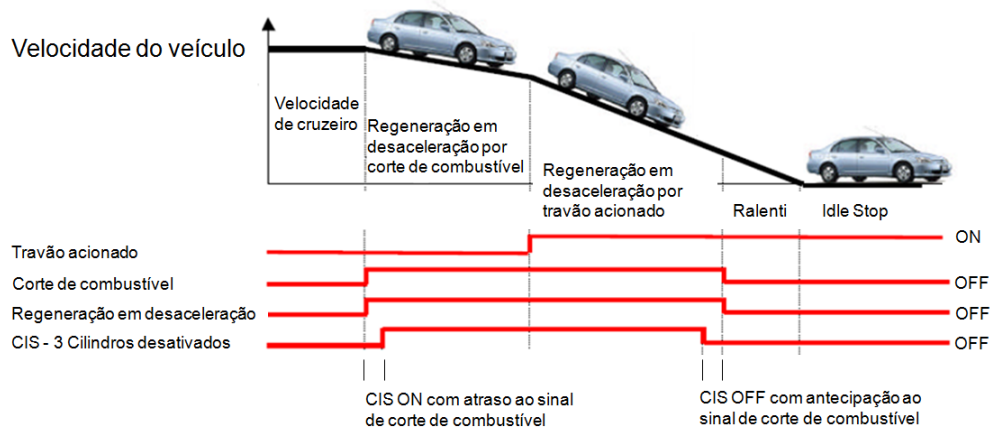 Velocidade do veículo
Velocidade
de cruzeiro
Regeneração em
desaceleração por
corte de combustível
Regeneração em
desaceleração por
travão acionado
Ralenti
Idle Stop
Travão acionado
ON
Corte de combustível
OFF
Regeneração em desaceleração
OFF
CIS - 3 Cilindros desativados
OFF
CIS ON com atraso ao sinal
de corte de combustível
CIS OFF com antecipação ao
sinal de corte de combustível